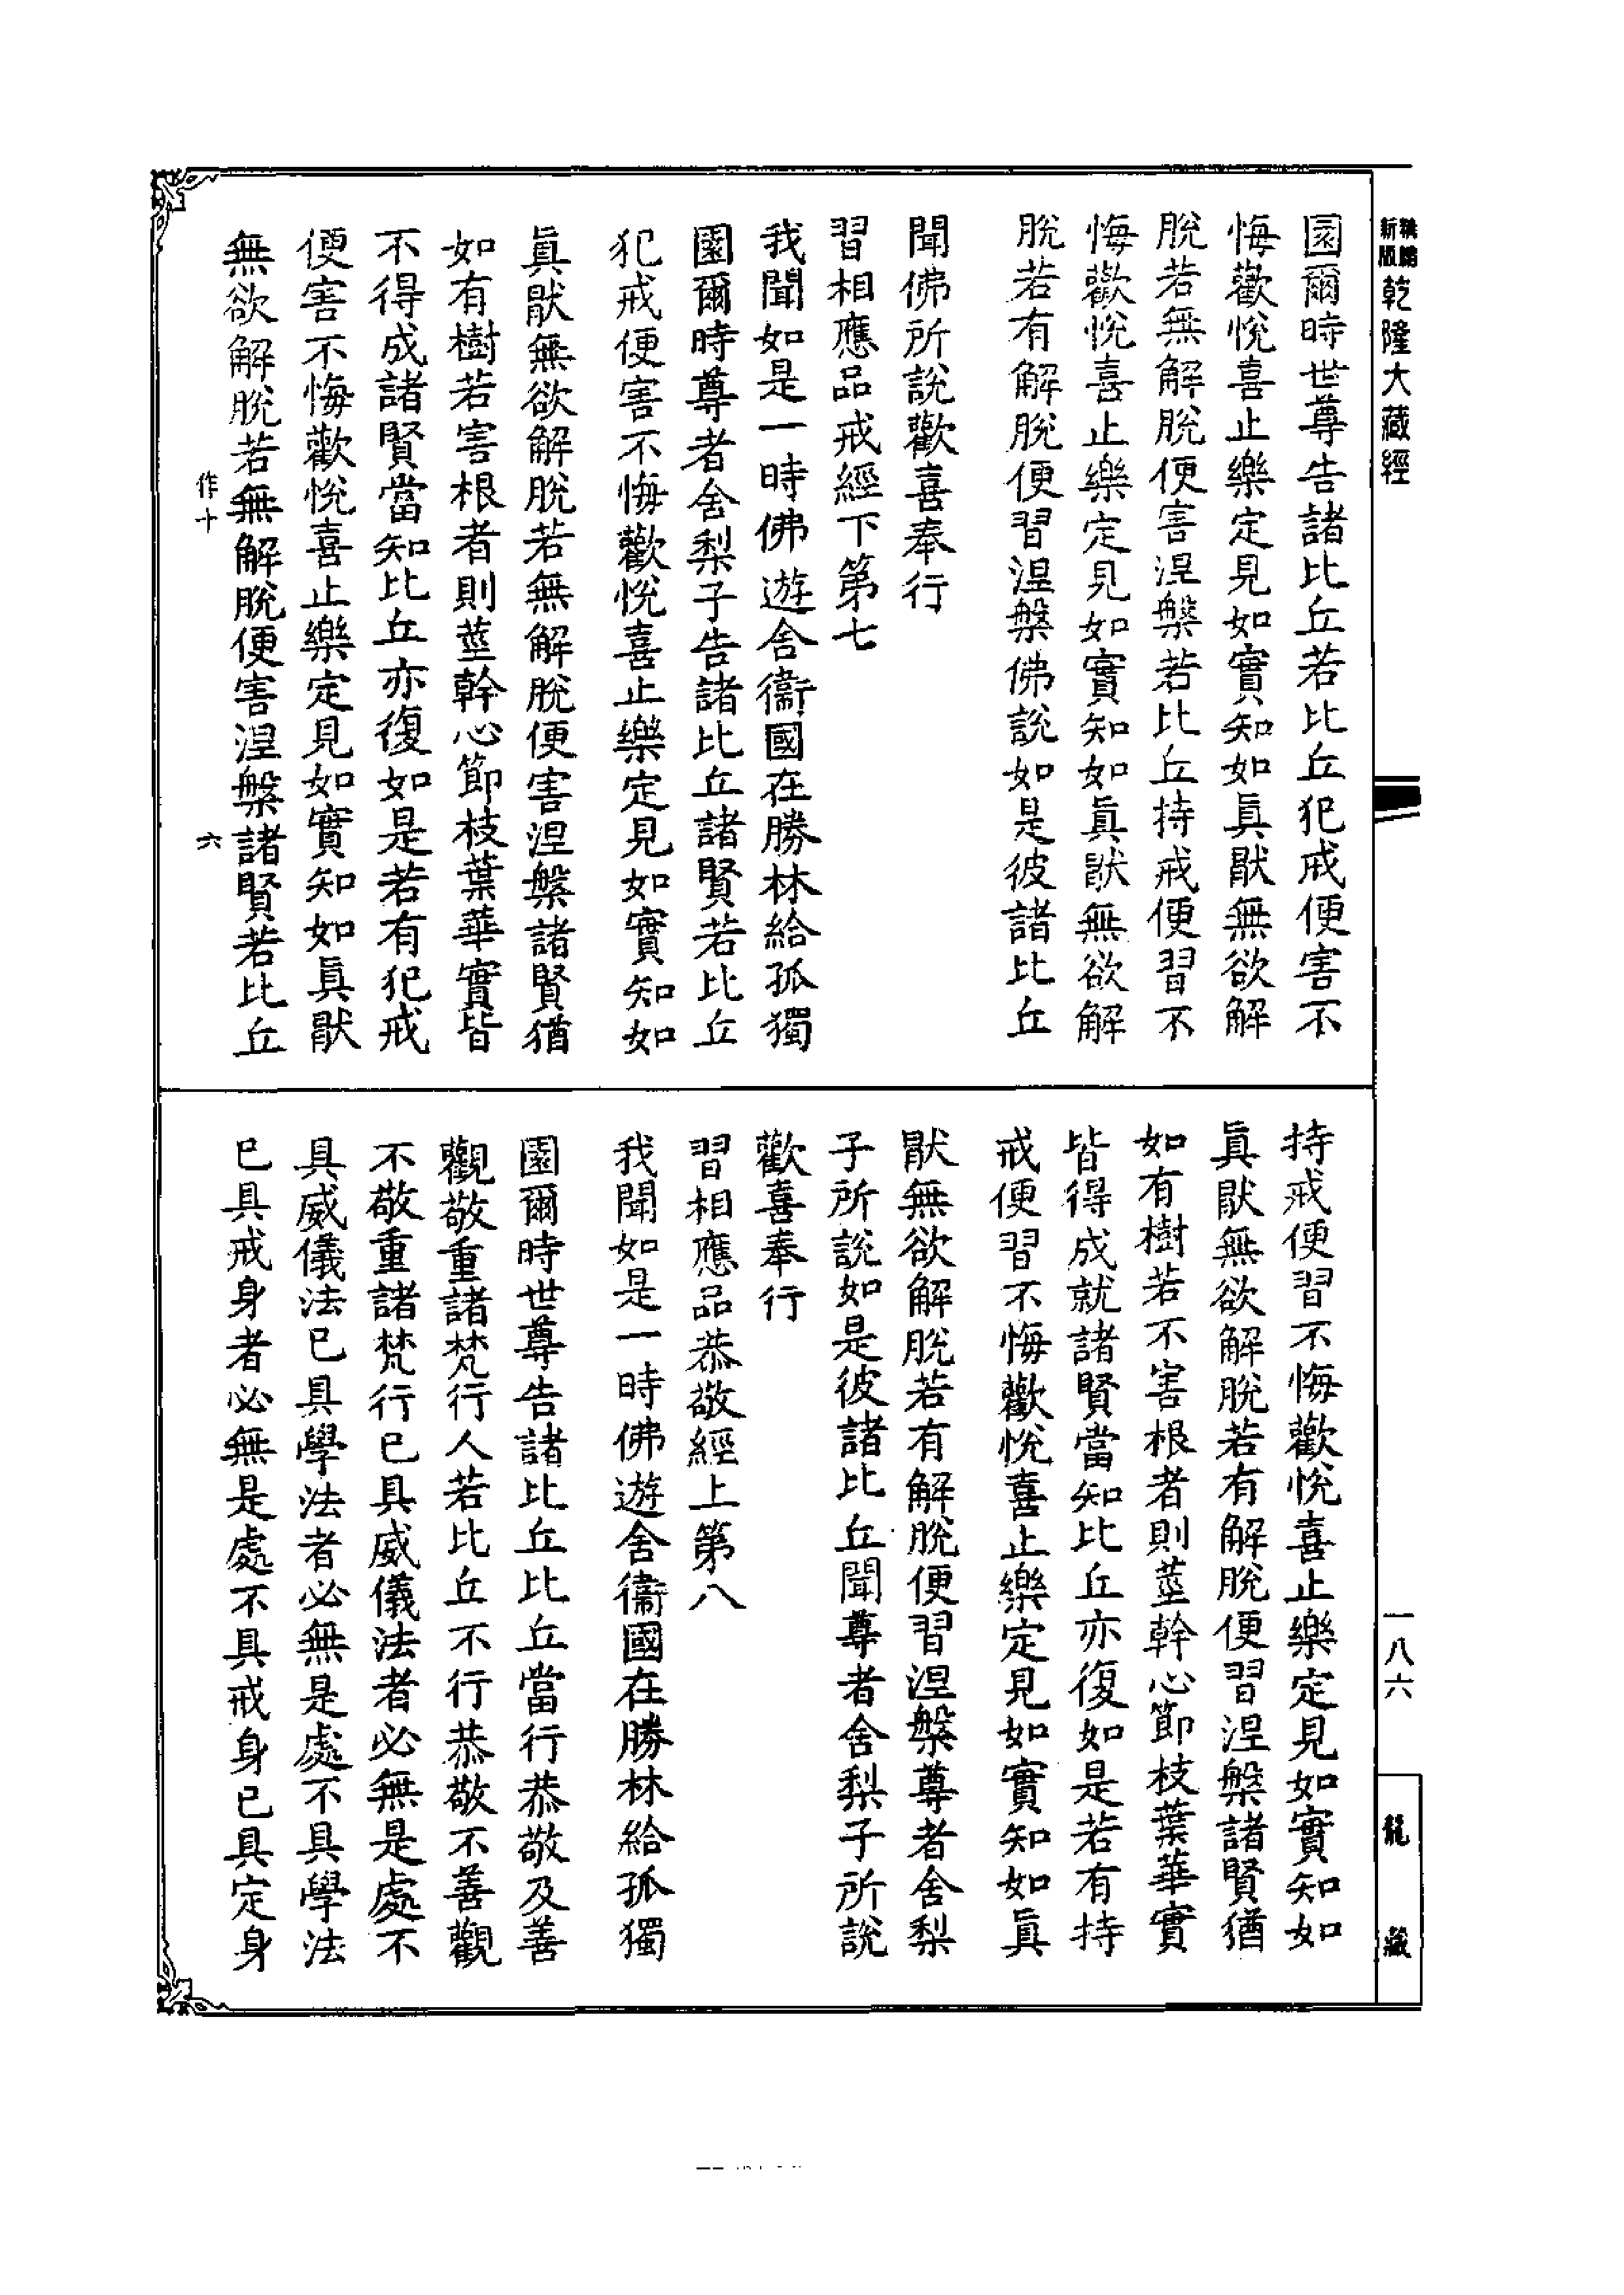 新版
乾隆大藏經
園爾時世尊告諸比丘若比丘犯戒便害不
悔歡悅喜止樂定見如實知如眞猒無欲解
脫若無解脫便害涅槃若比丘持戒便習不
悔歡悅喜止樂定見如實知如眞猒無欲解
脫若有解脫便習涅槃佛說如是彼諸比丘
聞佛所說歡喜奉行
習相應品戒經下第七
我聞如是一時佛遊舍衞國在勝林給孤獨
園爾時尊者舍梨子告諸比丘諸賢若比丘
犯戒便害不悔歡悅喜止樂定見如實知如
眞猒無欲解脫若無解脫便害涅槃諸賢猶
如有樹若害根者則莖幹心節枝葉華實皆
不得成諸賢當知比丘亦復如是若有犯戒
便害不悔歡悅喜止樂定見如實知如眞猒
無欲解脫若無解脫便害涅槃諸賢若比丘
作十 六
持戒便習不悔歡悅喜止樂定見如實知如
眞猒無欲解脫若有解脫便習涅槃諸賢猶
如有樹若不害根者則莖幹心節枝葉華實
皆得成就諸賢當知比丘亦復如是若有持
戒便習不悔歡悅喜止樂定見如實知如眞
猒無欲解脫若有解脫便習涅槃尊者舍梨
子所說如是彼諸比丘聞尊者舍梨子所說
歡喜奉行
習相應品恭敬經上第八
我聞如是一時佛遊舍衞國在勝林給孤獨
園爾時世尊告諸比丘比丘當行恭敬及善
觀敬重諸梵行人若比丘不行恭敬不善觀
不敬重諸梵行已具威儀法者必無是處不
具威儀法已具學法者必無是處不具學法
已具戒身者必無是處不具戒身已具定身
一八六
龍藏